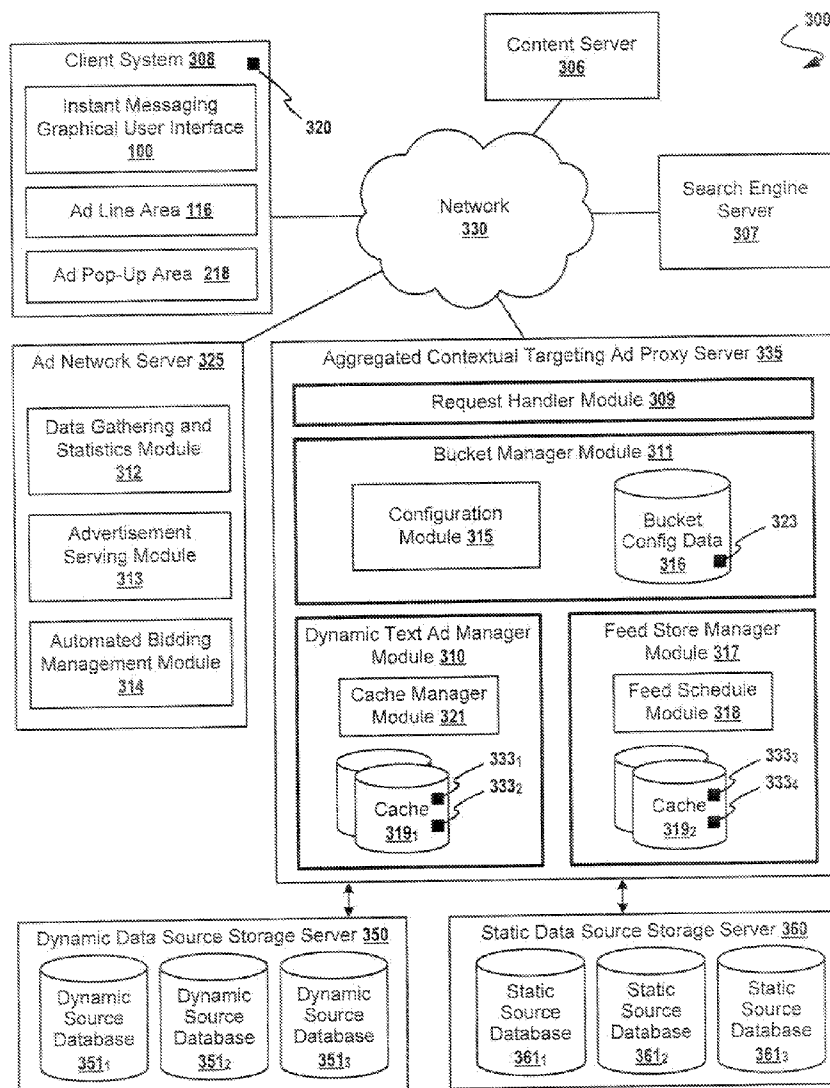 300
Client System 308
320
Instant Messaging
Graphical User Interface
100
Ad Line Area 116
Ad Pop-Up Area 218
Content Server
306
Network
330
Search Engine
Server
307
Ad Network Server 325
Data Gathering and
Statistics Module
312
Advertisement
Serving Module
313
Automated Bidding
Management Module
314
Aggregated Contextual Targeting Ad Proxy Server 335
Request Handler Module 309
Bucket Manager Module 311
Configuration
Module 315
Bucket
Config Data
316
323
Dynamic Text Ad Manager
Module 310
Cache Manager
Module 321
Cache
319₁
333₁
333₂
Feed Store Manager
Module 317
Feed Schedule
Module 318
Cache
319₂
333₃
333₄
Dynamic Data Source Storage Server 350
Dynamic
Source
Database
351₁
Dynamic
Source
Database
351₂
Dynamic
Source
Database
351₃
Static Data Source Storage Server 360
Static
Source
Database
361₁
Static
Source
Database
361₂
Static
Source
Database
361₃